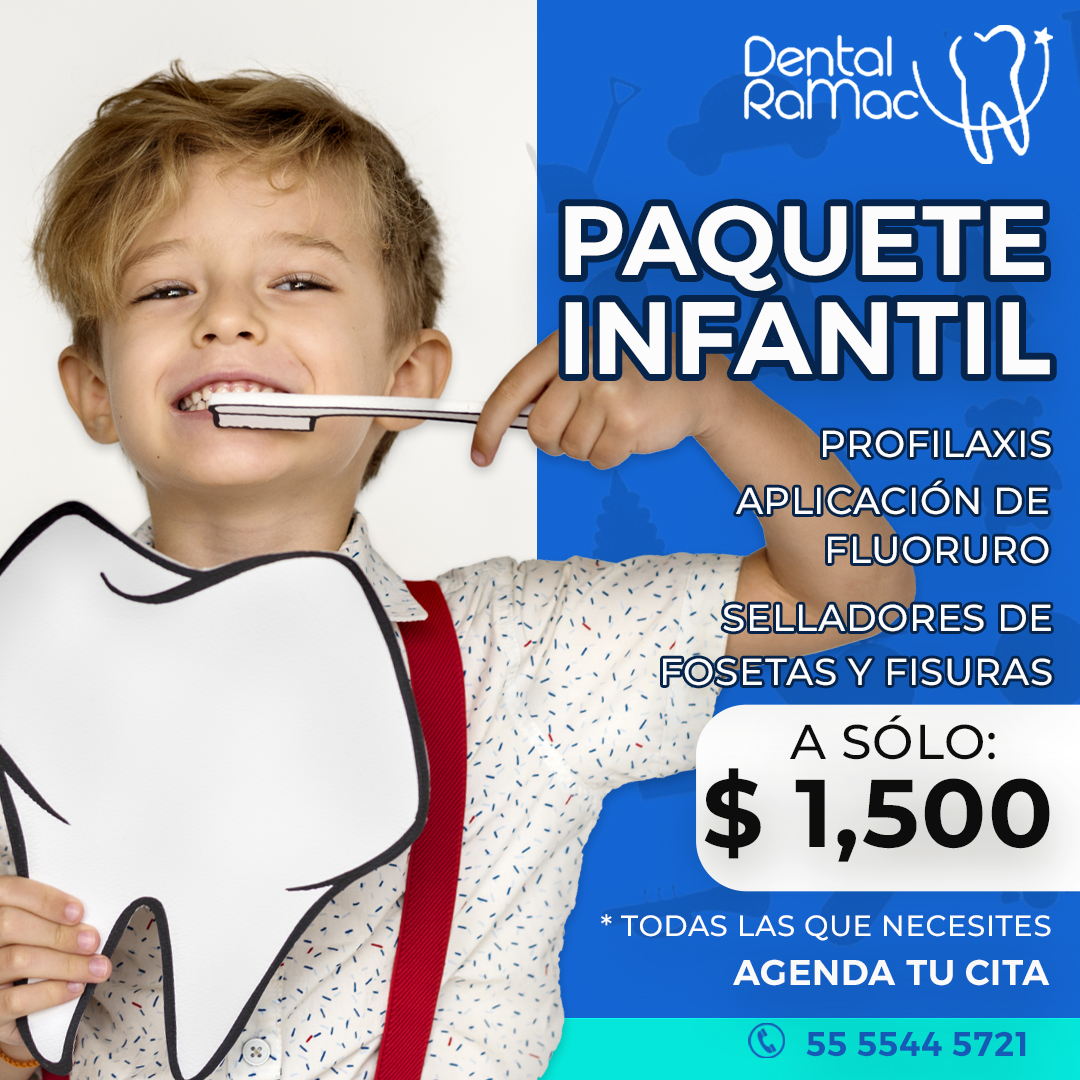 Dental
RaMac
PAQUETE
INFANTIL
PROFILAXIS
APLICACIÓN DE
FLUORURO
SELLADORES DE
FOSETAS Y FISURAS
A SÓLO:
$ 1,500
* TODAS LAS QUE NECESITES
AGENDA TU CITA
55 5544 5721